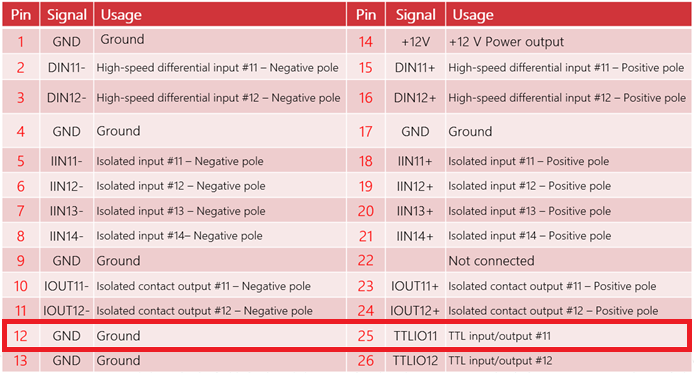 Pin Signal Usage Pin Signal Usage
1 GND Ground 14 +12V +12 V Power output
2 DIN11- High-speed differential input #11 – Negative pole 15 DIN11+ High-speed differential input #11 – Positive pole
3 DIN12- High-speed differential input #12 – Negative pole 16 DIN12+ High-speed differential input #12 – Positive pole
4 GND Ground 17 GND Ground
5 IIN11- Isolated input #11 – Negative pole 18 IIN11+ Isolated input #11 – Positive pole
6 IIN12- Isolated input #12 – Negative pole 19 IIN12+ Isolated input #12 – Positive pole
7 IIN13- Isolated input #13 – Negative pole 20 IIN13+ Isolated input #13 – Positive pole
8 IIN14- Isolated input #14– Negative pole 21 IIN14+ Isolated input #14 – Positive pole
9 GND Ground 22 Not connected
10 IOUT11- Isolated contact output #11 – Negative pole 23 IOUT11+ Isolated contact output #11 – Positive pole
11 IOUT12- Isolated contact output #12 – Negative pole 24 IOUT12+ Isolated contact output #12 – Positive pole
12 GND Ground 25 TTLIO11 TTL input/output #11
13 GND Ground 26 TTLIO12 TTL input/output #12